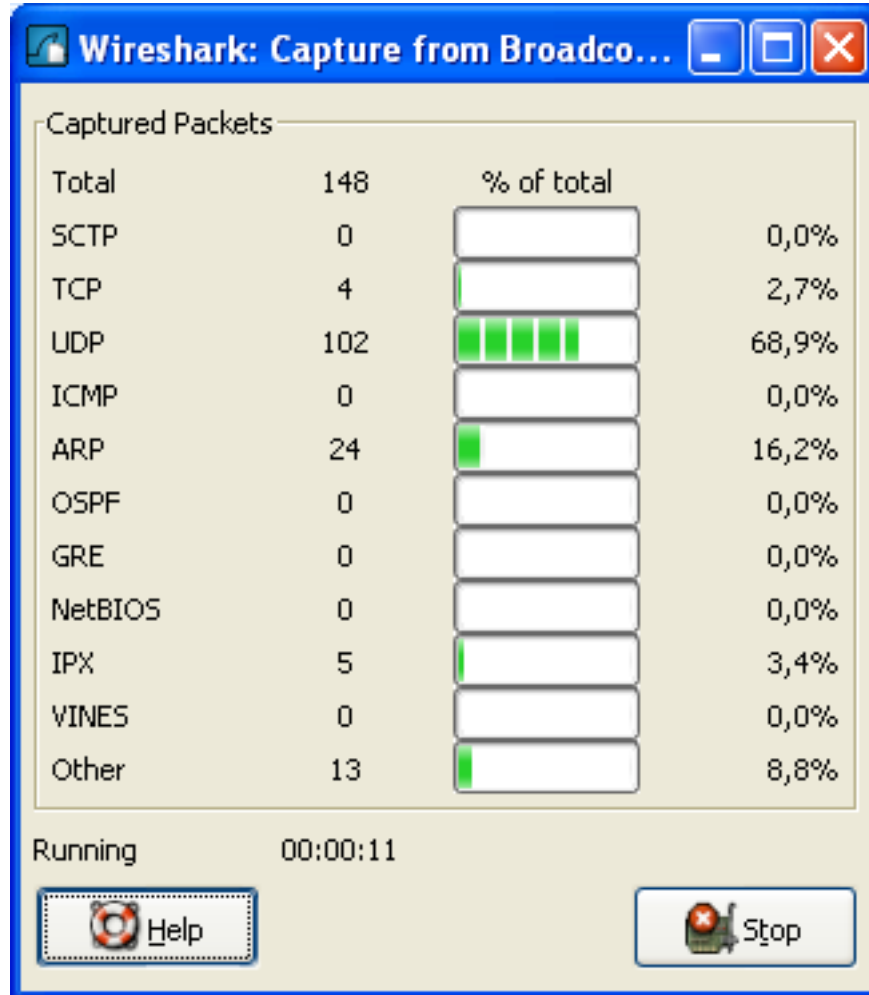 Wireshark: Capture from Broadco...
Captured Packets
Total 148 % of total
SCTP 0 0,0%
TCP 4 2,7%
UDP 102 68,9%
ICMP 0 0,0%
ARP 24 16,2%
OSPF 0 0,0%
GRE 0 0,0%
NetBIOS 0 0,0%
IPX 5 3,4%
VINES 0 0,0%
Other 13 8,8%
Running 00:00:11
Help Stop